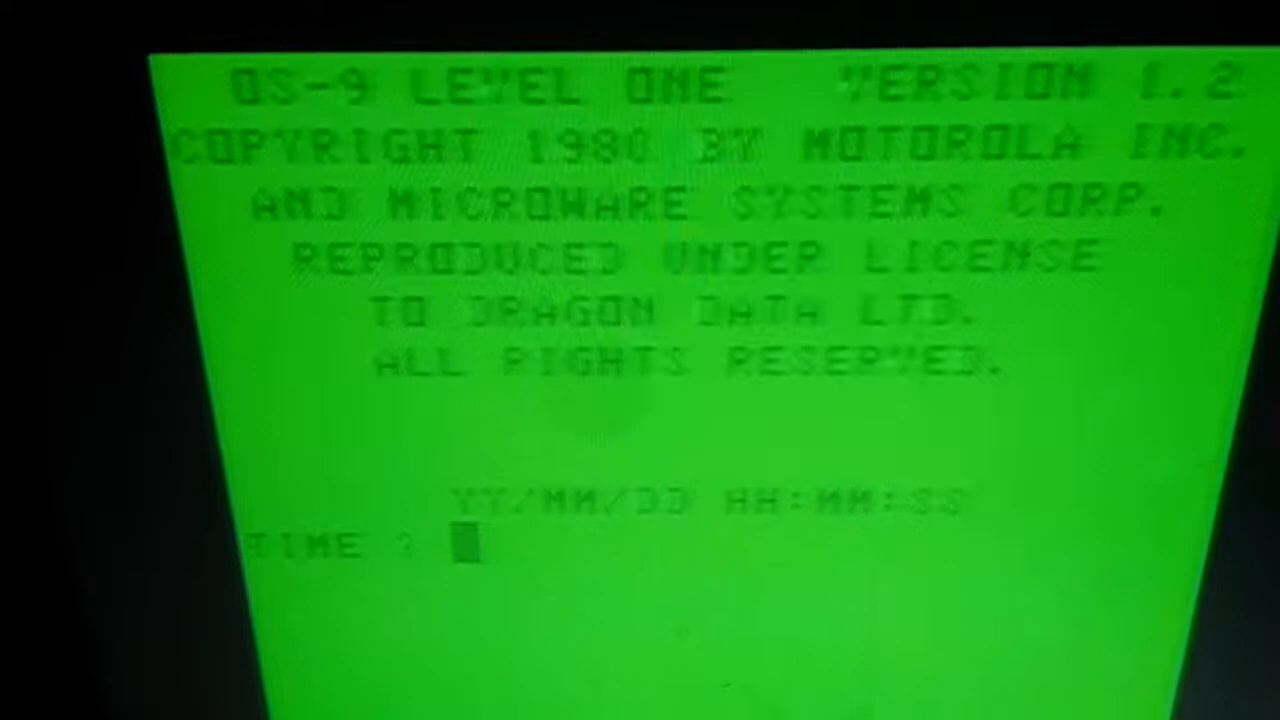 OS-9 LEVEL ONE VERSION 1.2
COPYRIGHT 1980 BY MOTOROLA INC.
AND MICROWARE SYSTEMS CORP.
REPRODUCED UNDER LICENSE
TO DRAGON DATA LTD.
ALL RIGHTS RESERVED.
YY/MM/DD HH:MM:SS
TIME ?